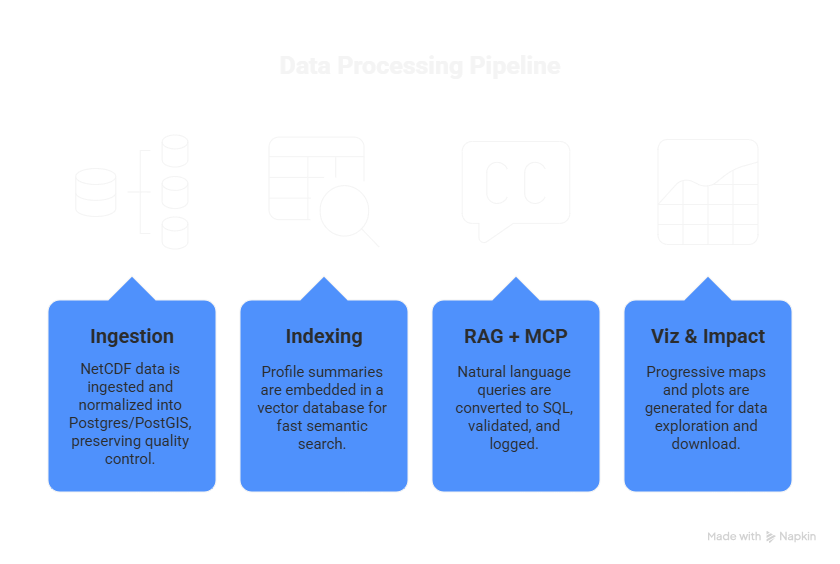 Data Processing Pipeline
CC
Ingestion
NetCDF data is
ingested and
normalized into
Postgres/PostGIS,
preserving quality
control.
Indexing
Profile summaries
are embedded in a
vector database for
fast semantic
search.
RAG + MCP
Natural language
queries are
converted to SQL,
validated, and
logged.
Viz & Impact
Progressive maps
and plots are
generated for data
exploration and
download.
Made with Napkin